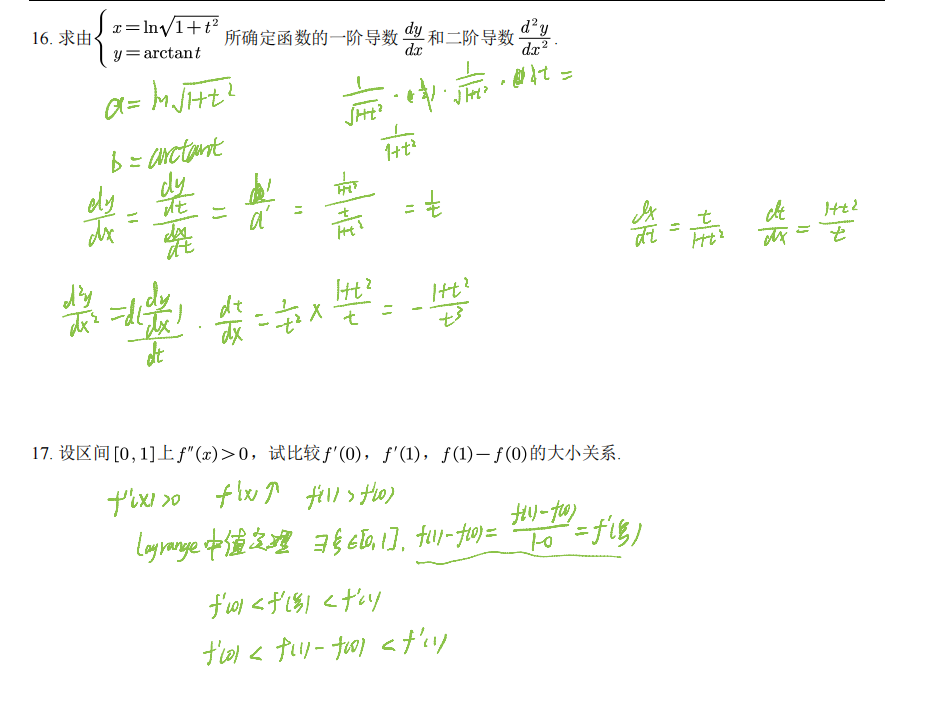 16. 求由 { x=ln√(1+t²) y=arctan t 所确定函数的一阶导数 dy/dx 和二阶导数 d²y/dx² .
a = ln√(1+t²)
1/√(1+t²) · · 1/√(1+t²) · 2t =
1/(1+t²)
b = arctant
dy/dx = (dy/dt)/(dx/dt) = b'/a' = (1/(1+t²))/(t/(1+t²)) = 1/t
dx/dt = t/(1+t²) dt/dx = (1+t²)/t
d²y/dx² = d(dy/dx)/dt · dt/dx = -1/t² × (1+t²)/t = -(1+t²)/t³
17. 设区间[0,1]上f″(x)>0，试比较f′(0)，f′(1)，f(1)−f(0)的大小关系.
f''(x)>0 f'(x)↑ f'(1)>f'(0)
lagrange中值定理 ∃ξ∈[0,1]. f(1)-f(0)= (f(1)-f(0))/(1-0) = f'(ξ)
f'(0) < f'(ξ) < f'(1)
f'(0) < f(1)-f(0) < f'(1)